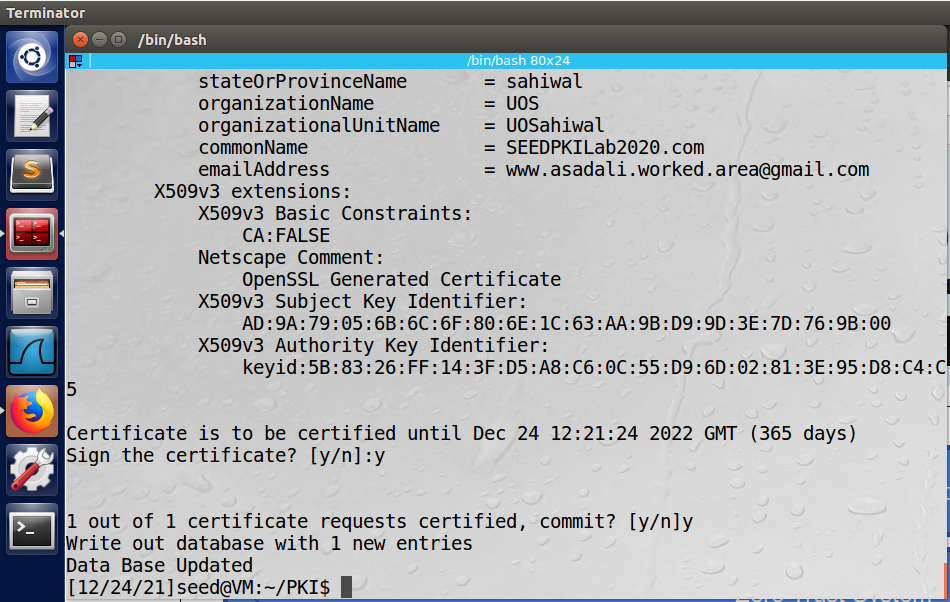 Terminator
/bin/bash
/bin/bash 80x24
stateOrProvinceName = sahiwal
organizationName = UOS
organizationalUnitName = UOSahiwal
commonName = SEEDPKILab2020.com
emailAddress = www.asadali.worked.area@gmail.com
X509v3 extensions:
X509v3 Basic Constraints:
CA:FALSE
Netscape Comment:
OpenSSL Generated Certificate
X509v3 Subject Key Identifier:
AD:9A:79:05:6B:6C:6F:80:6E:1C:63:AA:9B:D9:9D:3E:7D:76:9B:00
X509v3 Authority Key Identifier:
keyid:5B:83:26:FF:14:3F:D5:A8:C6:0C:55:D9:6D:02:81:3E:95:D8:C4:C
5
Certificate is to be certified until Dec 24 12:21:24 2022 GMT (365 days)
Sign the certificate? [y/n]:y
1 out of 1 certificate requests certified, commit? [y/n]y
Write out database with 1 new entries
Data Base Updated
[12/24/21]seed@VM:~/PKI$